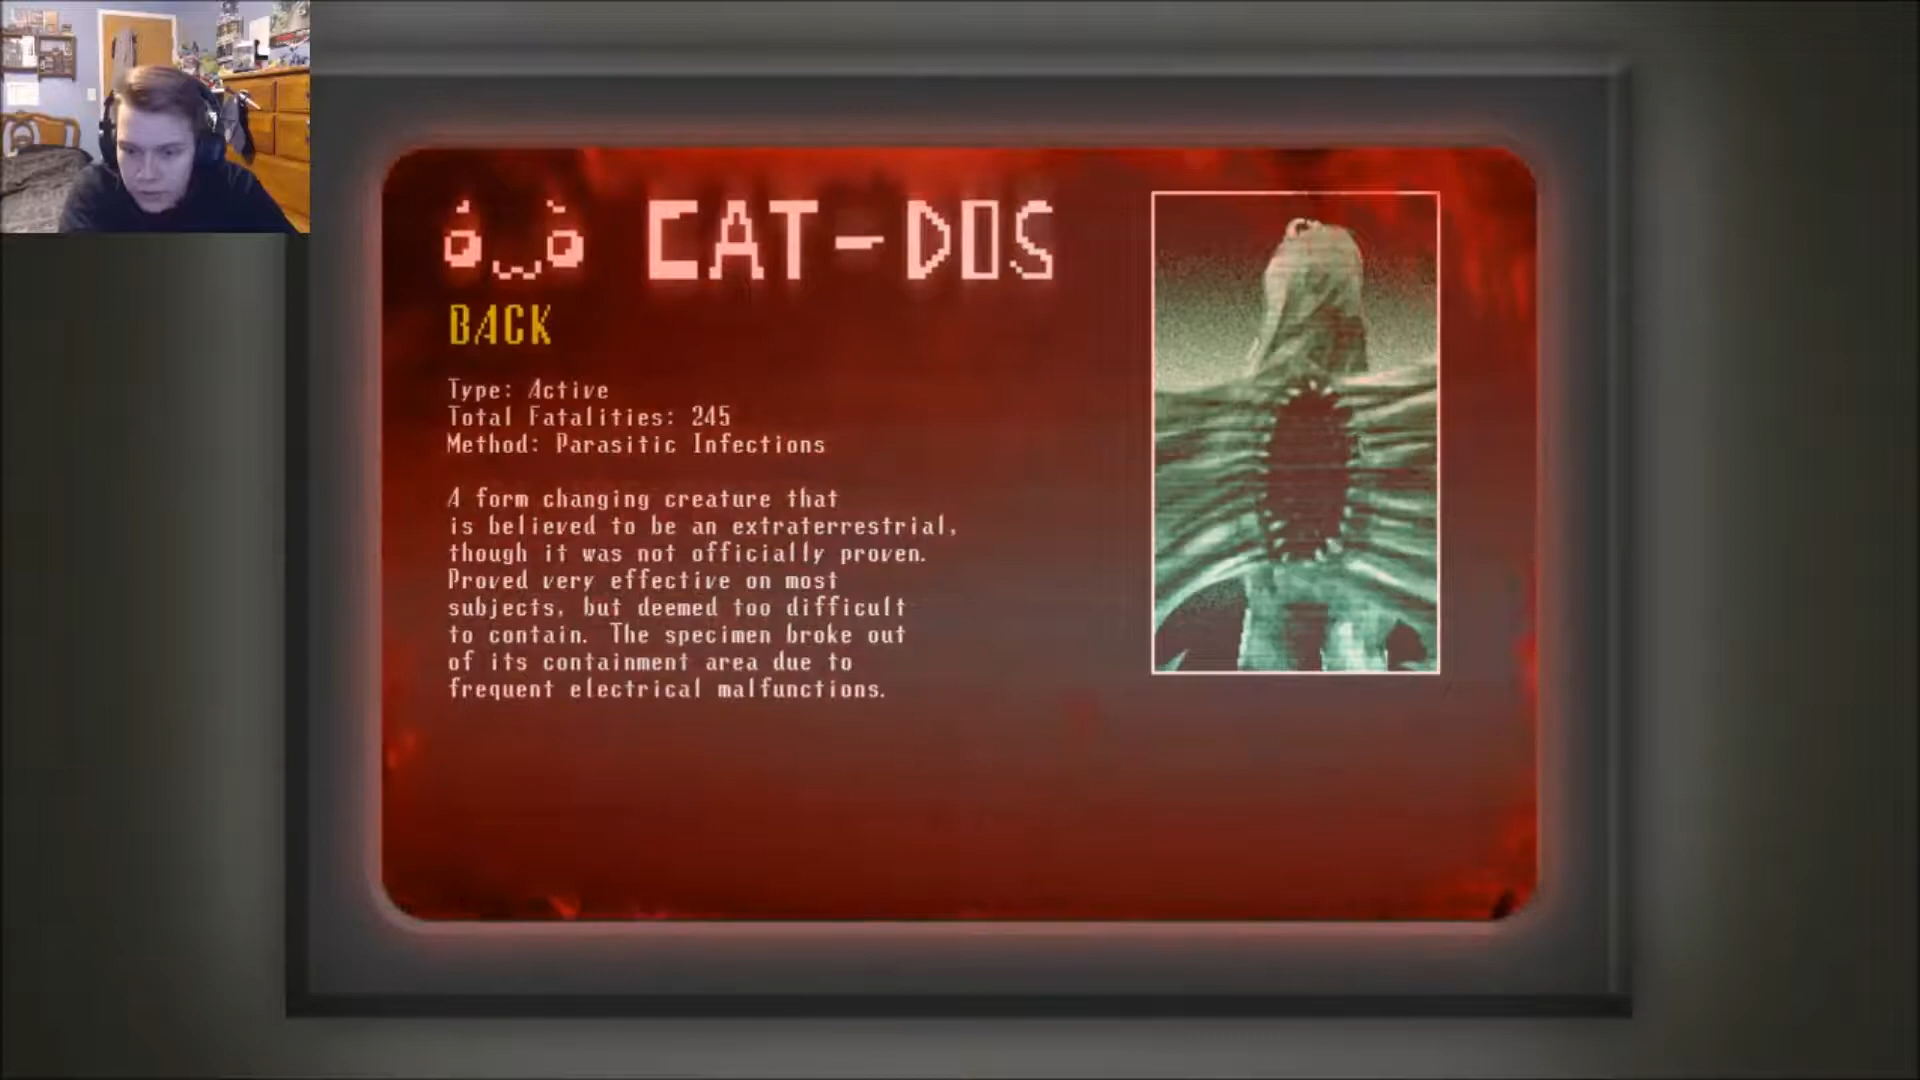 CAT-DOS
BACK
Type: Active
Total Fatalities: 245
Method: Parasitic Infections
A form changing creature that
is believed to be an extraterrestrial,
though it was not officially proven.
Proved very effective on most
subjects, but deemed too difficult
to contain. The specimen broke out
of its containment area due to
frequent electrical malfunctions.